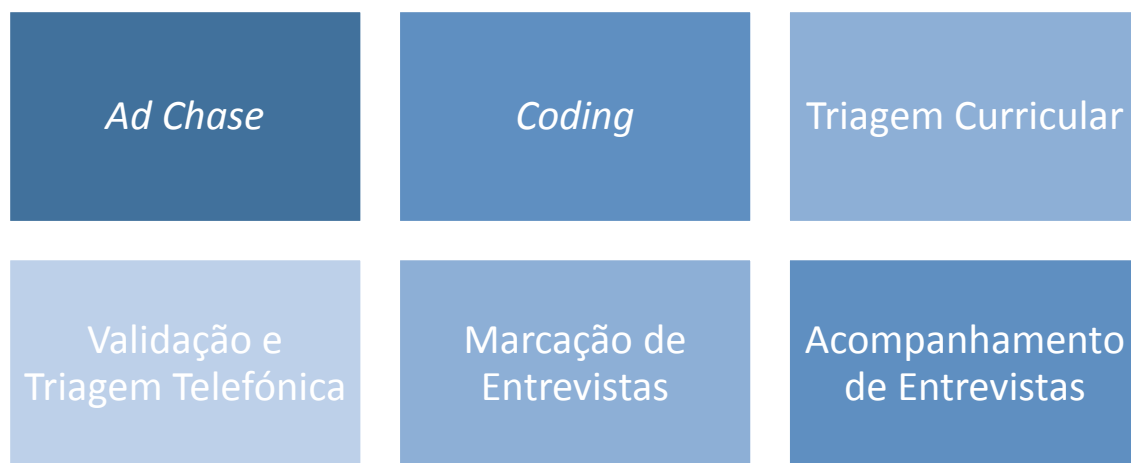 Ad Chase
Coding
Triagem Curricular
Validação e
Triagem Telefónica
Marcação de
Entrevistas
Acompanhamento
de Entrevistas